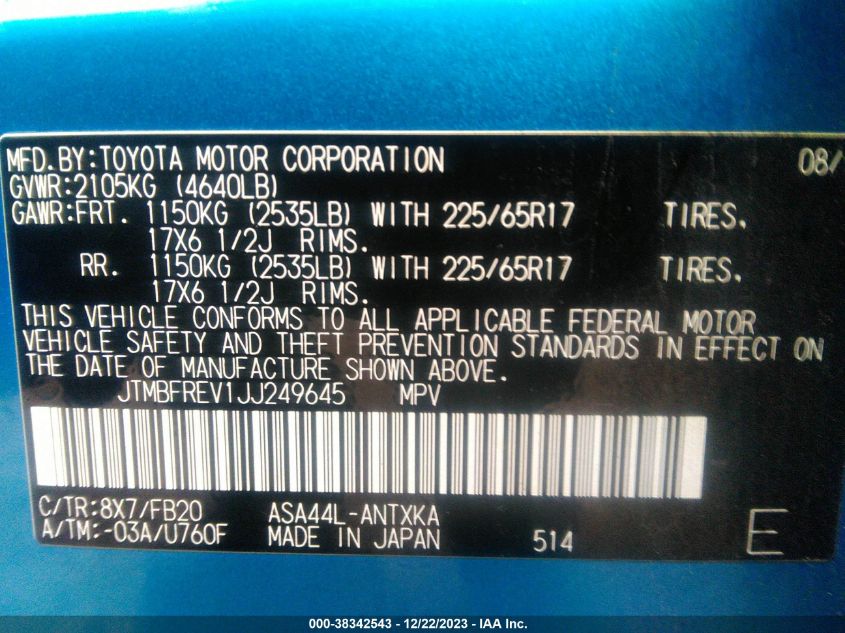 MFD.BY:TOYOTA MOTOR CORPORATION 08/
GVWR:2105KG (4640LB)
GAWR:FRT. 1150KG (2535LB) WITH 225/65R17 TIRES.
17X6 1/2J RIMS.
RR. 1150KG (2535LB) WITH 225/65R17 TIRES.
17X6 1/2J RIMS.
THIS VEHICLE CONFORMS TO ALL APPLICABLE FEDERAL MOTOR
VEHICLE SAFETY AND THEFT PREVENTION STANDARDS IN EFFECT ON
THE DATE OF MANUFACTURE SHOWN ABOVE.
JTMBFREV1JJ249645 MPV
C/TR:8X7/FB20 ASA44L-ANTXKA
A/TM:-03A/U760F MADE IN JAPAN 514 E
000-38342543 - 12/22/2023 - IAA Inc.